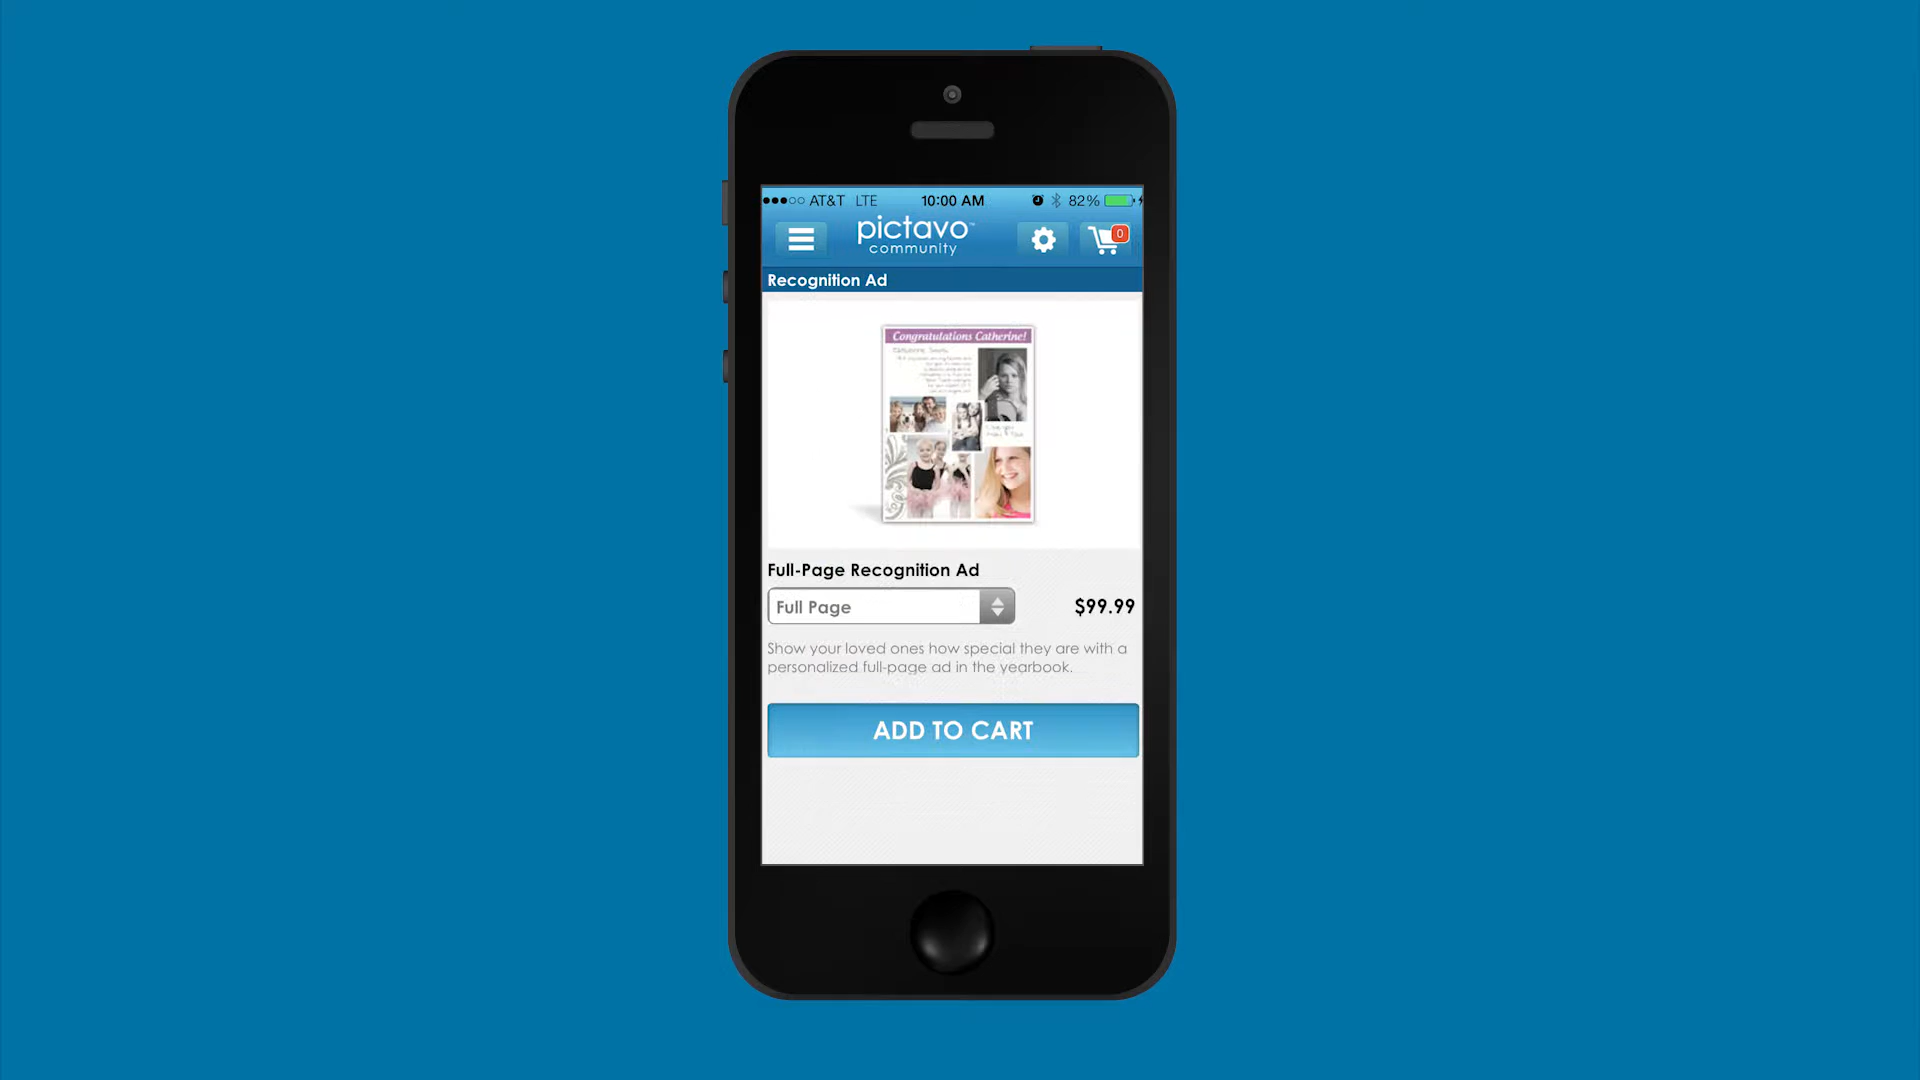 AT&T LTE 10:00 AM 82%
pictavo™
community
0
Recognition Ad
Congratulations Catherine!
Full-Page Recognition Ad
Full Page
$99.99
Show your loved ones how special they are with a
personalized full-page ad in the yearbook.
ADD TO CART